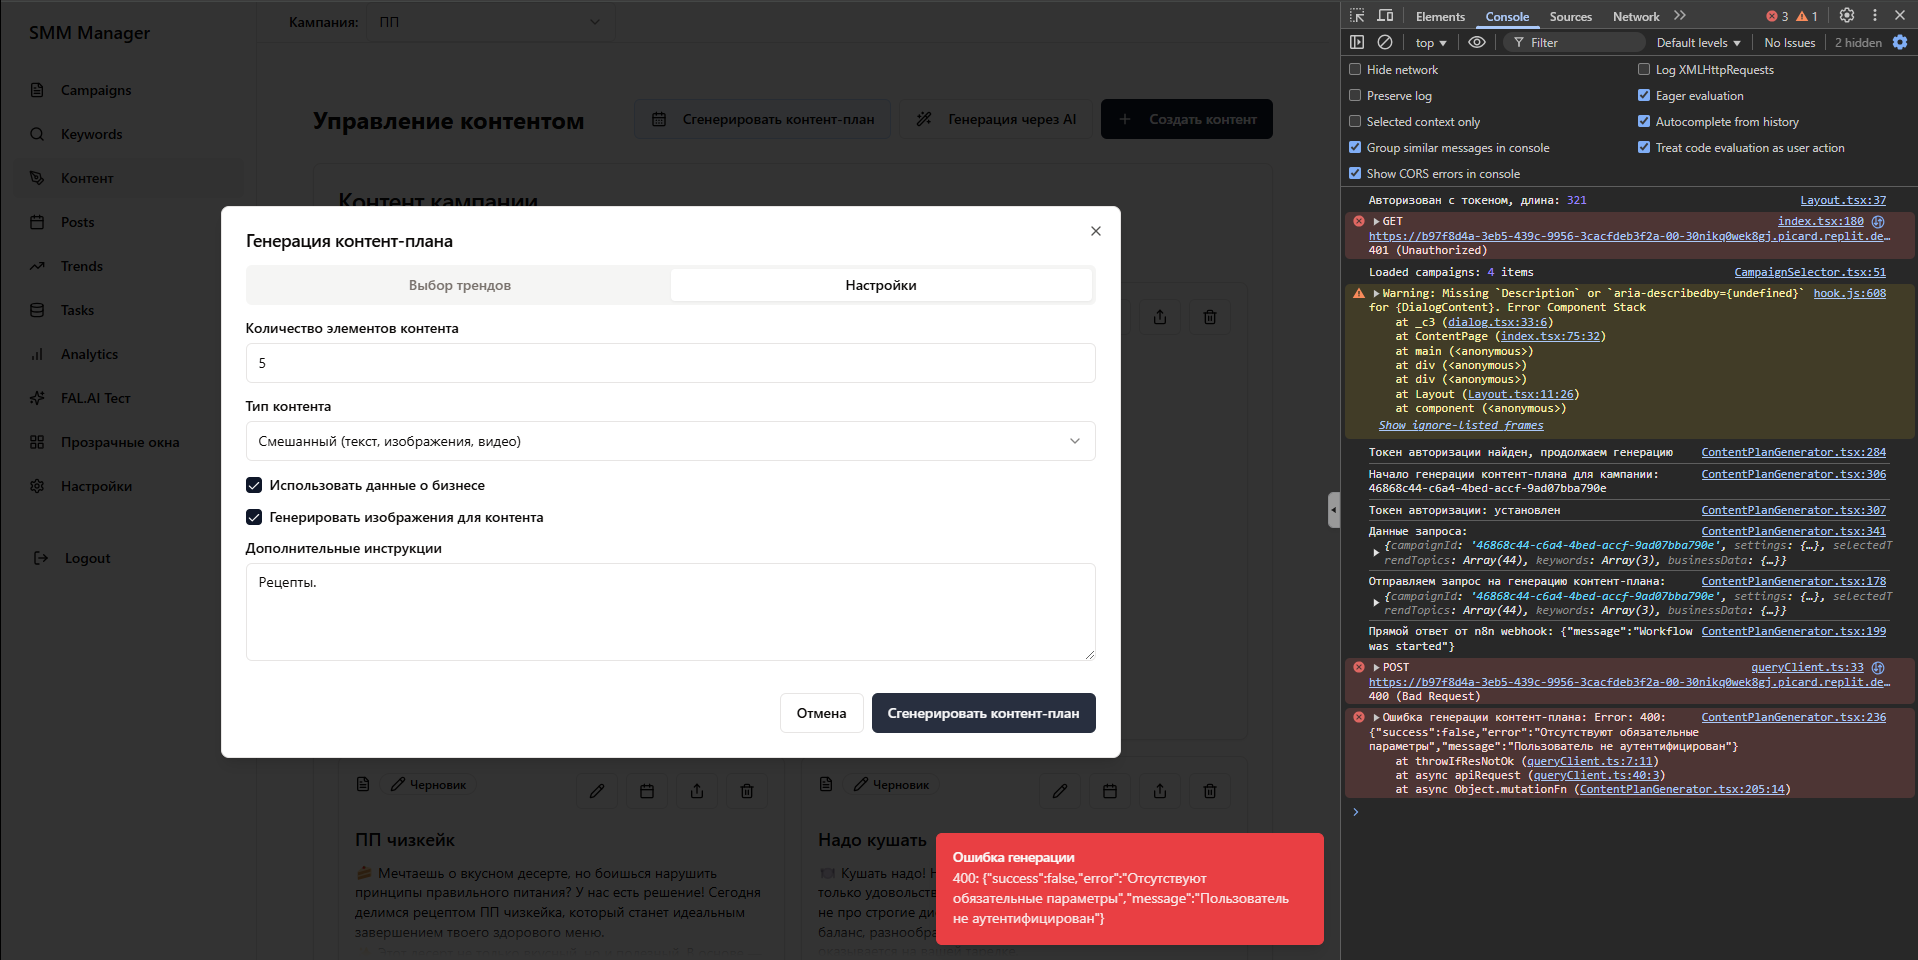 SMM Manager
Campaigns
Keywords
Контент
Posts
Trends
Tasks
Analytics
FAL.AI Тест
Прозрачные окна
Настройки
Logout
Кампания: ПП
Управление контентом
Сгенерировать контент-план
Генерация через AI
+ Создать контент
Контент кампании
Генерация контент-плана
Выбор трендов
Настройки
Количество элементов контента
5
Тип контента
Смешанный (текст, изображения, видео)
Использовать данные о бизнесе
Генерировать изображения для контента
Дополнительные инструкции
Рецепты.
Отмена
Сгенерировать контент-план
Черновик
ПП чизкейк
Мечтаешь о вкусном десерте, но боишься нарушить
принципы правильного питания? У нас есть решение! Сегодня
делимся рецептом ПП чизкейка, который станет идеальным
завершением твоего здорового меню.
Черновик
Надо кушать
Кушать надо!
только удовольств
не про строгие ди
баланс, разнообра
Ошибка генерации
400: {"success":false,"error":"Отсутствуют
обязательные параметры","message":"Пользователь
не аутентифицирован"}
Elements
Console
Sources
Network
3
1
top
Filter
Default levels
No Issues
2 hidden
Hide network
Log XMLHttpRequests
Preserve log
Eager evaluation
Selected context only
Autocomplete from history
Group similar messages in console
Treat code evaluation as user action
Show CORS errors in console
Авторизован с токеном, длина: 321 Layout.tsx:37
GET index.tsx:180
https://b97f8d4a-3eb5-439c-9956-3cacfdeb3f2a-00-30nikq0wek8gj.picard.replit.de…
401 (Unauthorized)
Loaded campaigns: 4 items CampaignSelector.tsx:51
Warning: Missing `Description` or `aria-describedby={undefined}` hook.js:608
for {DialogContent}. Error Component Stack
at _c3 (dialog.tsx:33:6)
at ContentPage (index.tsx:75:32)
at main (<anonymous>)
at div (<anonymous>)
at div (<anonymous>)
at Layout (Layout.tsx:11:26)
at component (<anonymous>)
Show ignore-listed frames
Токен авторизации найден, продолжаем генерацию ContentPlanGenerator.tsx:284
Начало генерации контент-плана для кампании: ContentPlanGenerator.tsx:306
46868c44-c6a4-4bed-accf-9ad07bba790e
Токен авторизации: установлен ContentPlanGenerator.tsx:307
Данные запроса: ContentPlanGenerator.tsx:341
{campaignId: '46868c44-c6a4-4bed-accf-9ad07bba790e', settings: {…}, selectedT
rendTopics: Array(44), keywords: Array(3), businessData: {…}}
Отправляем запрос на генерацию контент-плана: ContentPlanGenerator.tsx:178
{campaignId: '46868c44-c6a4-4bed-accf-9ad07bba790e', settings: {…}, selectedT
rendTopics: Array(44), keywords: Array(3), businessData: {…}}
Прямой ответ от n8n webhook: {"message":"Workflow ContentPlanGenerator.tsx:199
was started"}
POST queryClient.ts:33
https://b97f8d4a-3eb5-439c-9956-3cacfdeb3f2a-00-30nikq0wek8gj.picard.replit.de…
400 (Bad Request)
Ошибка генерации контент-плана: Error: 400: ContentPlanGenerator.tsx:236
{"success":false,"error":"Отсутствуют обязательные
параметры","message":"Пользователь не аутентифицирован"}
at throwIfResNotOk (queryClient.ts:7:11)
at async apiRequest (queryClient.ts:40:3)
at async Object.mutationFn (ContentPlanGenerator.tsx:205:14)